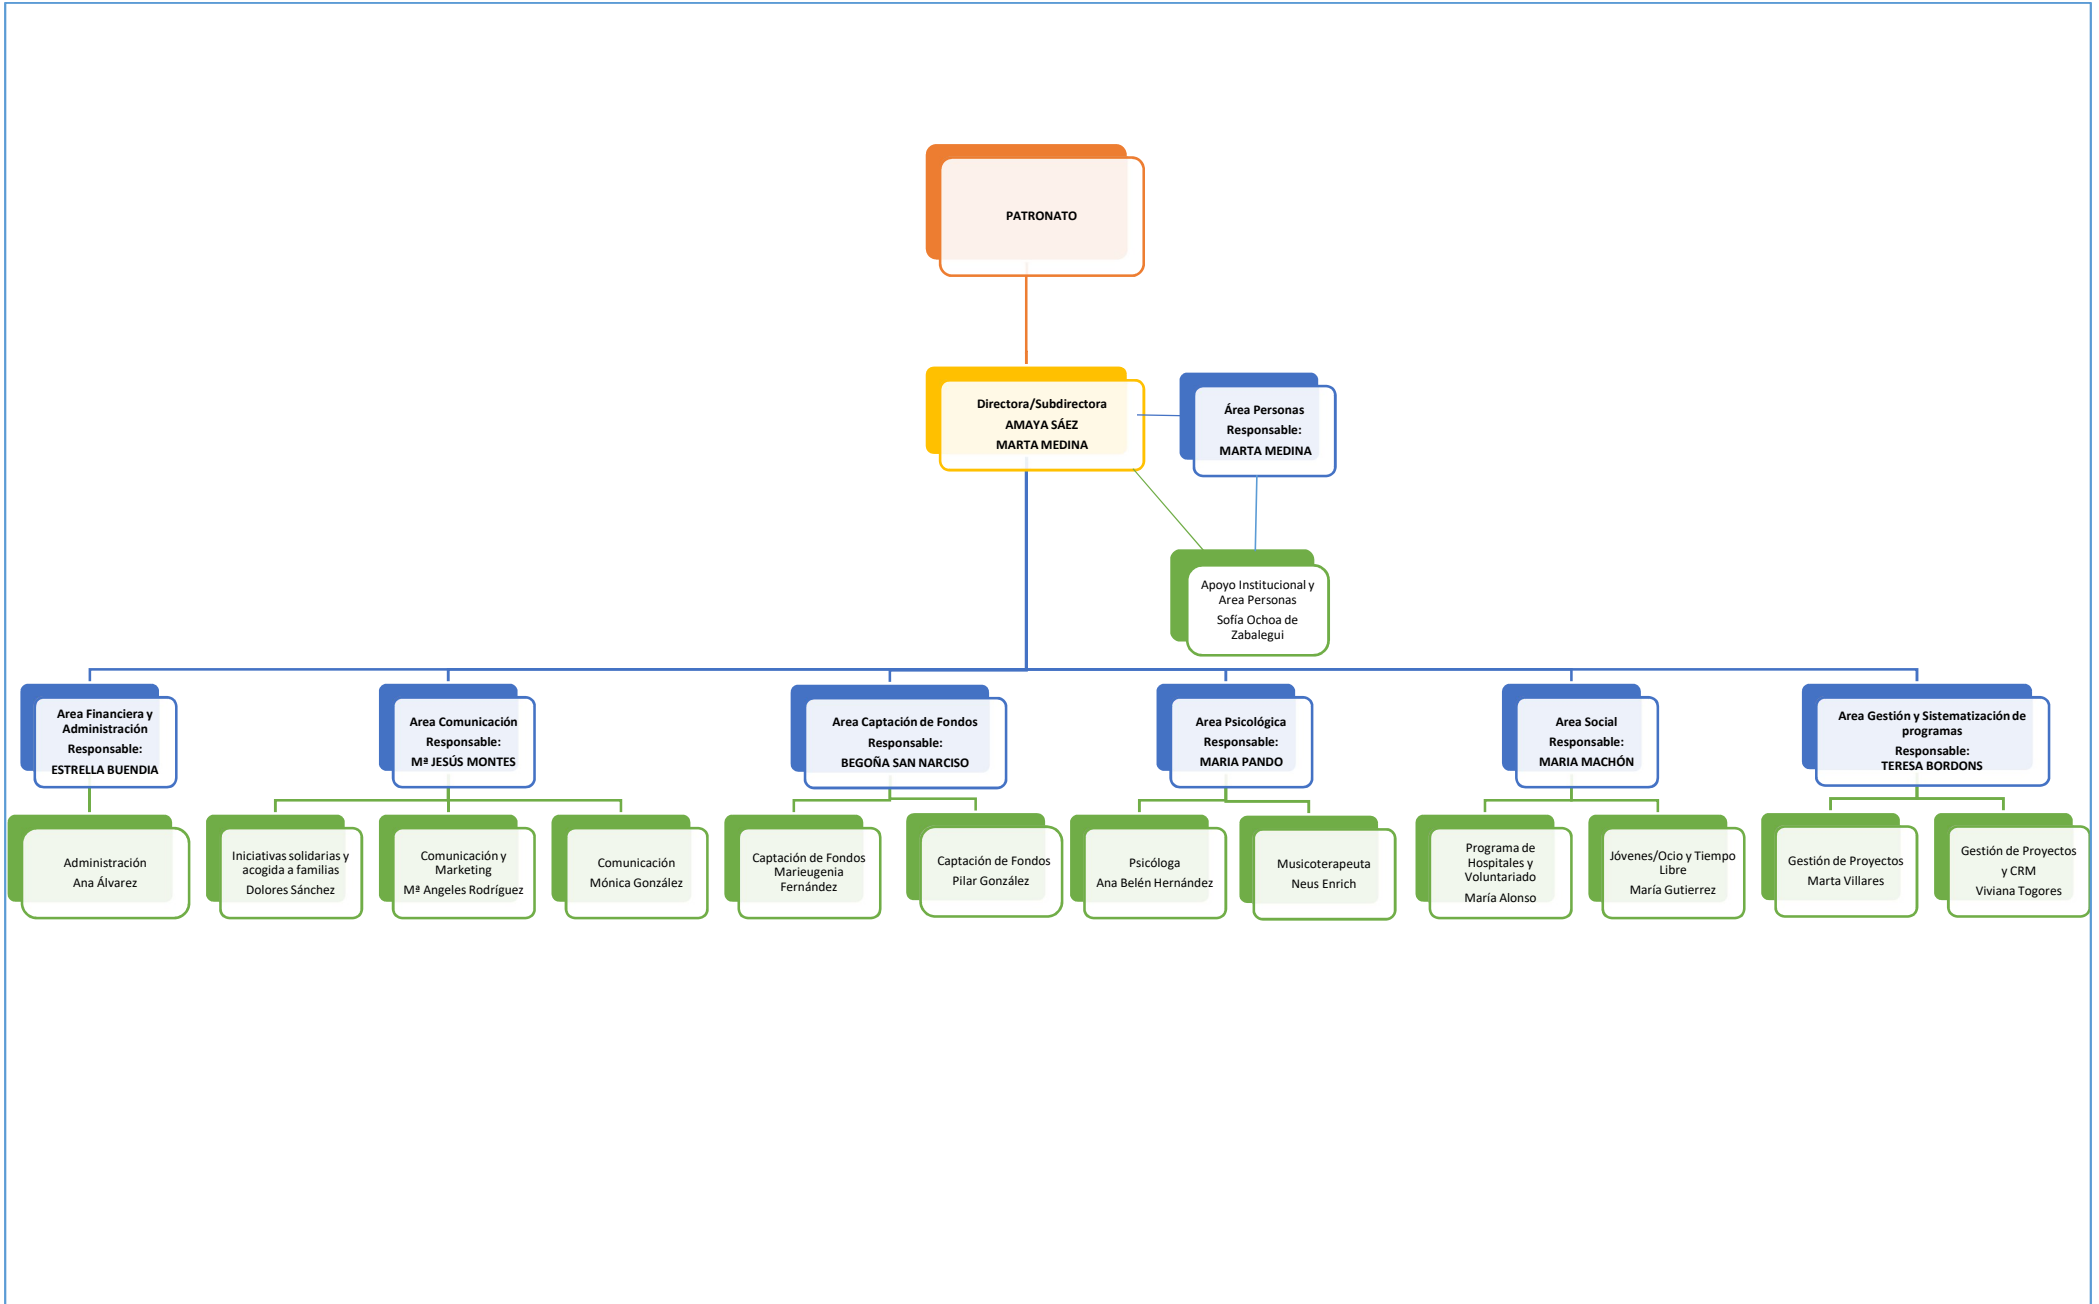 PATRONATO
Directora/Subdirectora
AMAYA SÁEZ
MARTA MEDINA
Área Personas
Responsable:
MARTA MEDINA
Apoyo Institucional y
Area Personas
Sofía Ochoa de
Zabalegui
Area Financiera y
Administración
Responsable:
ESTRELLA BUENDIA
Area Comunicación
Responsable:
Mª JESÚS MONTES
Area Captación de Fondos
Responsable:
BEGOÑA SAN NARCISO
Area Psicológica
Responsable:
MARIA PANDO
Area Social
Responsable:
MARIA MACHÓN
Area Gestión y Sistematización de
programas
Responsable:
TERESA BORDONS
Administración
Ana Álvarez
Iniciativas solidarias y
acogida a familias
Dolores Sánchez
Comunicación y
Marketing
Mª Angeles Rodríguez
Comunicación
Mónica González
Captación de Fondos
Marieugenia
Fernández
Captación de Fondos
Pilar González
Psicóloga
Ana Belén Hernández
Musicoterapeuta
Neus Enrich
Programa de
Hospitales y
Voluntariado
María Alonso
Jóvenes/Ocio y Tiempo
Libre
María Gutierrez
Gestión de Proyectos
Marta Villares
Gestión de Proyectos
y CRM
Viviana Togores